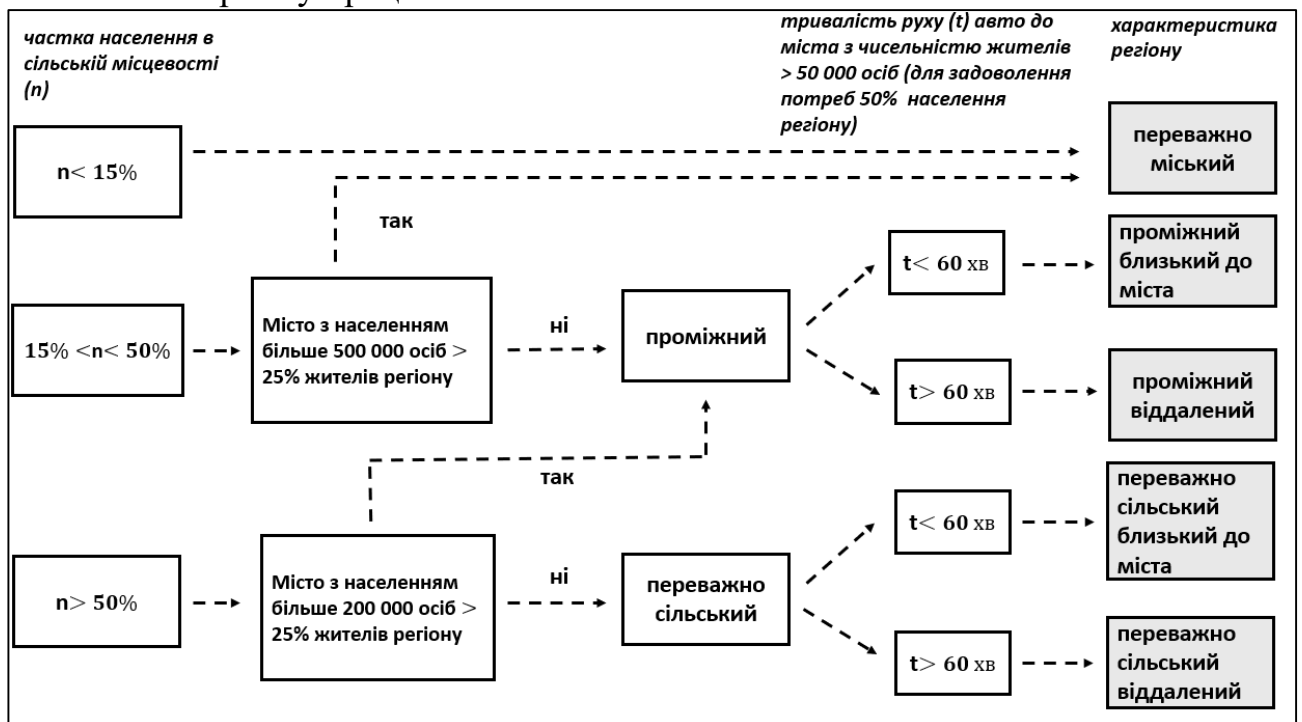 частка населення в
сільській місцевості
(n)
тривалість руху (t) авто до
міста з чисельністю жителів
> 50 000 осіб (для задоволення
потреб 50% населення
регіону)
характеристика
регіону
n< 15%
переважно
міський
так
15% <n< 50%
Місто з населенням
більше 500 000 осіб >
25% жителів регіону
ні
проміжний
t< 60 хв
проміжний
близький до
міста
t> 60 хв
проміжний
віддалений
так
n> 50%
Місто з населенням
більше 200 000 осіб >
25% жителів регіону
ні
переважно
сільський
t< 60 хв
переважно
сільський
близький до
міста
t> 60 хв
переважно
сільський
віддалений